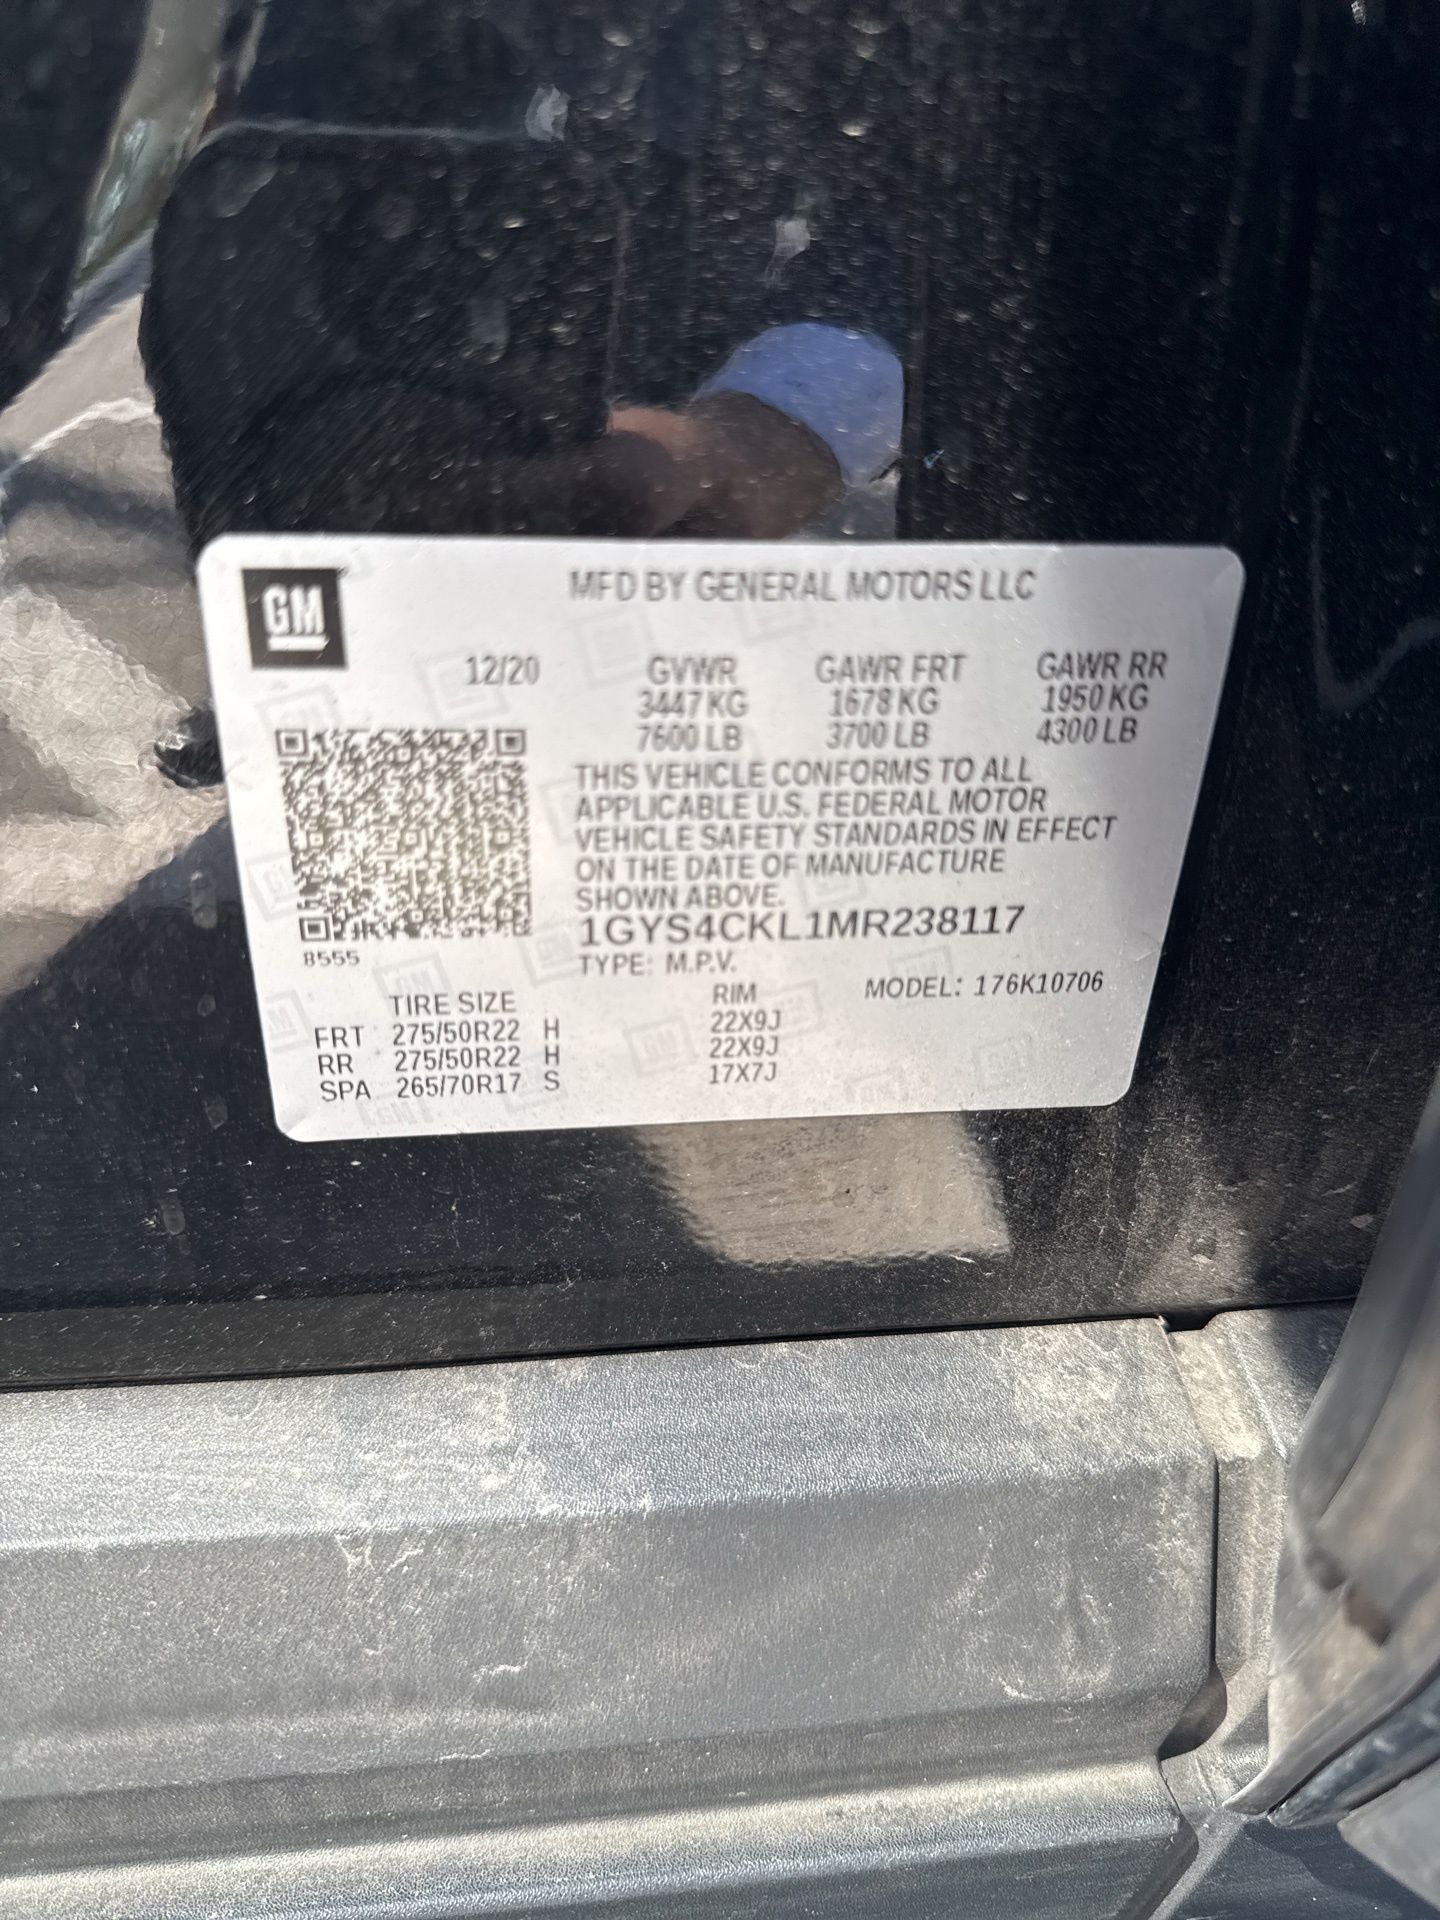 GM
MFD BY GENERAL MOTORS LLC
12/20 GVWR GAWR FRT GAWR RR
3447 KG 1678 KG 1950 KG
7600 LB 3700 LB 4300 LB
THIS VEHICLE CONFORMS TO ALL
APPLICABLE U.S. FEDERAL MOTOR
VEHICLE SAFETY STANDARDS IN EFFECT
ON THE DATE OF MANUFACTURE
SHOWN ABOVE.
1GYS4CKL1MR238117
8555
TYPE: M.P.V.
MODEL: 176K10706
TIRE SIZE RIM
FRT 275/50R22 H 22X9J
RR 275/50R22 H 22X9J
SPA 265/70R17 S 17X7J